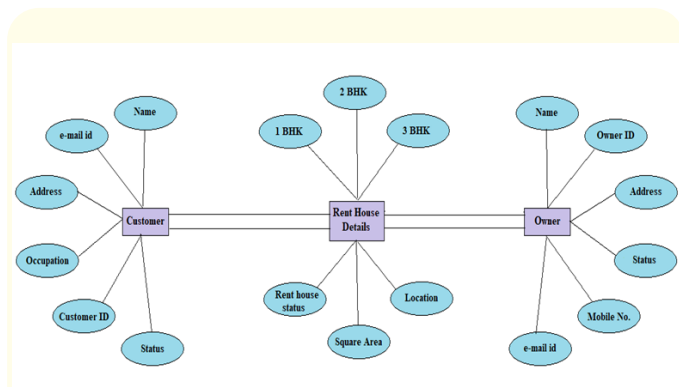 2 BHK
Name
Name
1 BHK
3 BHK
e-mail id
Owner ID
Address
Address
Customer
Rent House
Details
Owner
Occupation
Status
Rent house
status
Location
Customer ID
Mobile No.
Status
Square Area
e-mail id